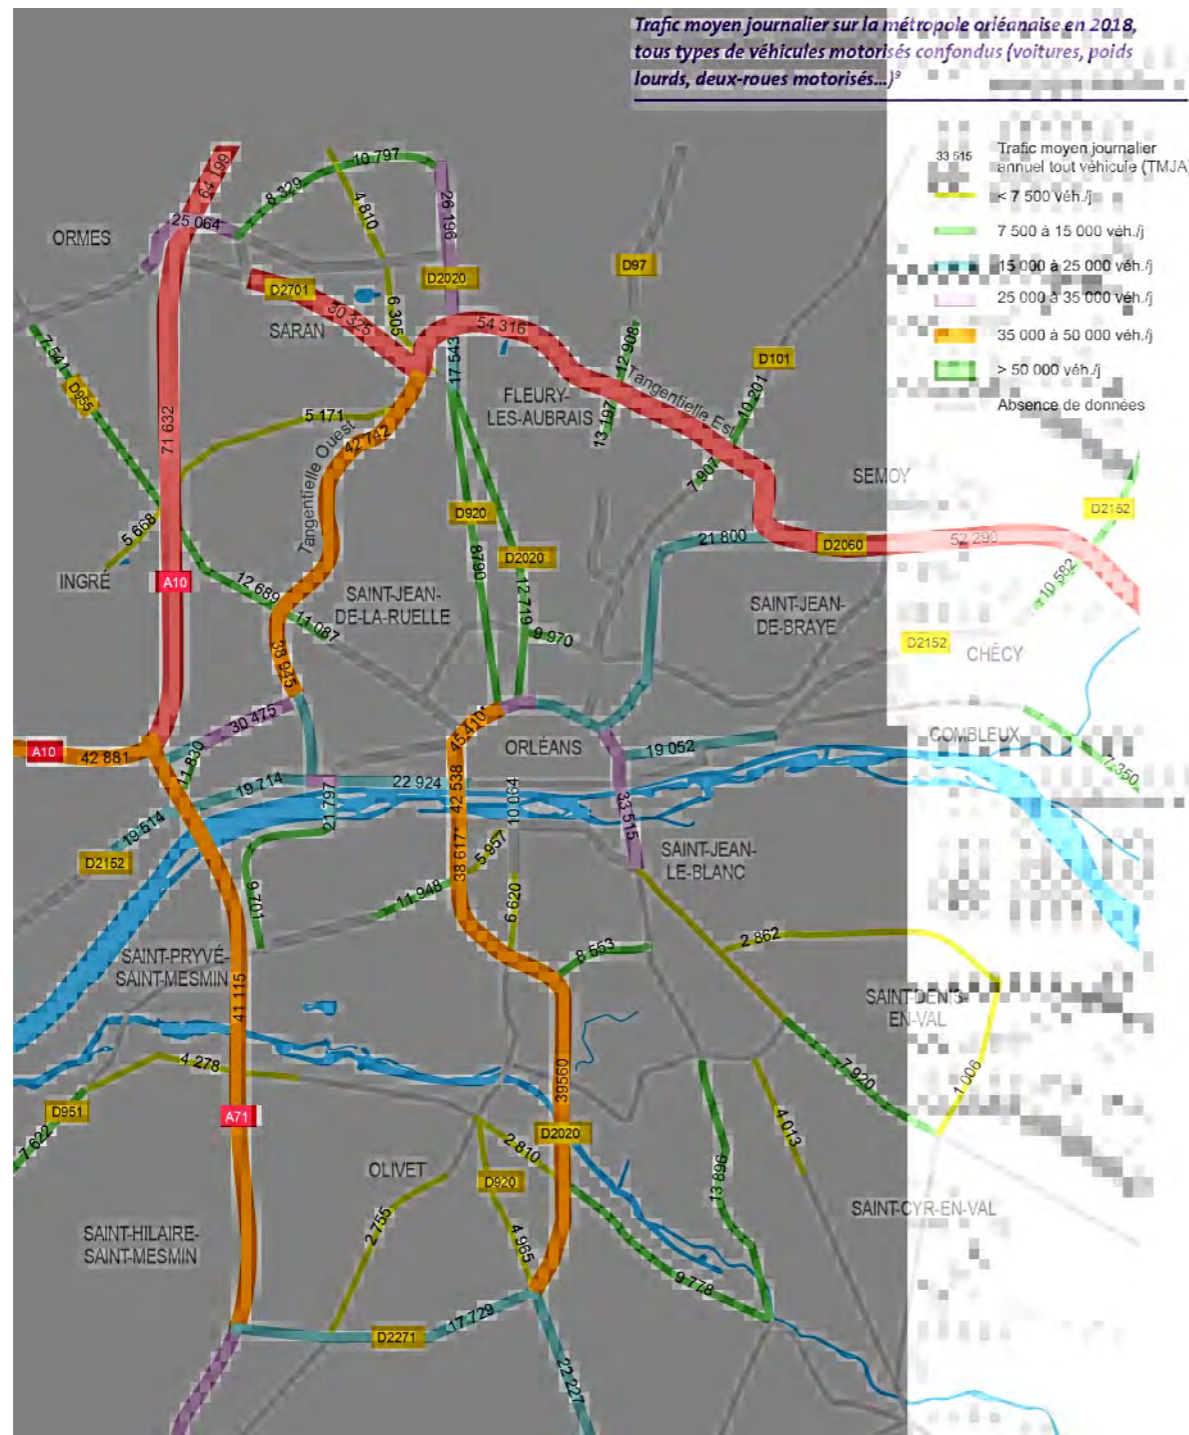 Trafic moyen journalier sur la métropole orléanaise en 2018,
tous types de véhicules motorisés confondus (voitures, poids
lourds, deux-roues motorisés...)⁹
33 515
Trafic moyen journalier
annuel tout véhicule (TMJA)
< 7 500 véh./j
7 500 à 15 000 véh./j
15 000 à 25 000 véh./j
25 000 à 35 000 véh./j
35 000 à 50 000 véh./j
> 50 000 véh./j
Absence de données
64 199
10 797
8 329
4 810
26 196
25 064
ORMES
D97
D2020
D2701
30 325
6 305
SARAN
54 316
17 543
12 908
D101
7 541
D955
Tangentielle Est
10 201
FLEURY-
LES-AUBRAIS
13 197
5 171
71 632
42 742
Tangentielle Ouest
7 907
SEMOY
D2152
D920
5 668
21 800
D2060
52 290
8790
D2020
INGRÉ
A10
12 689
11 087
SAINT-JEAN-
DE-LA-RUELLE
12 719
9 970
SAINT-JEAN-
DE-BRAYE
10 582
D2152
CHÉCY
38 945
30 475
45 410*
ORLÉANS
19 052
COMBLEUX
A10
42 881
11 830
7 350
19 714
22 924
42 538
10 064
21 797
33 515
19 514
D2152
38 617*
5 957
SAINT-JEAN-
LE-BLANC
9 701
11 948
6 620
2 862
8 553
SAINT-PRYVÉ-
SAINT-MESMIN
41 115
SAINT-DENIS-
EN-VAL
4 278
39560
7 920
1 006
D951
7 622
A71
4 013
2 810
D2020
OLIVET
D920
13 896
2 755
4 965
SAINT-CYR-EN-VAL
SAINT-HILAIRE-
SAINT-MESMIN
9 778
17 729
D2271
22 227